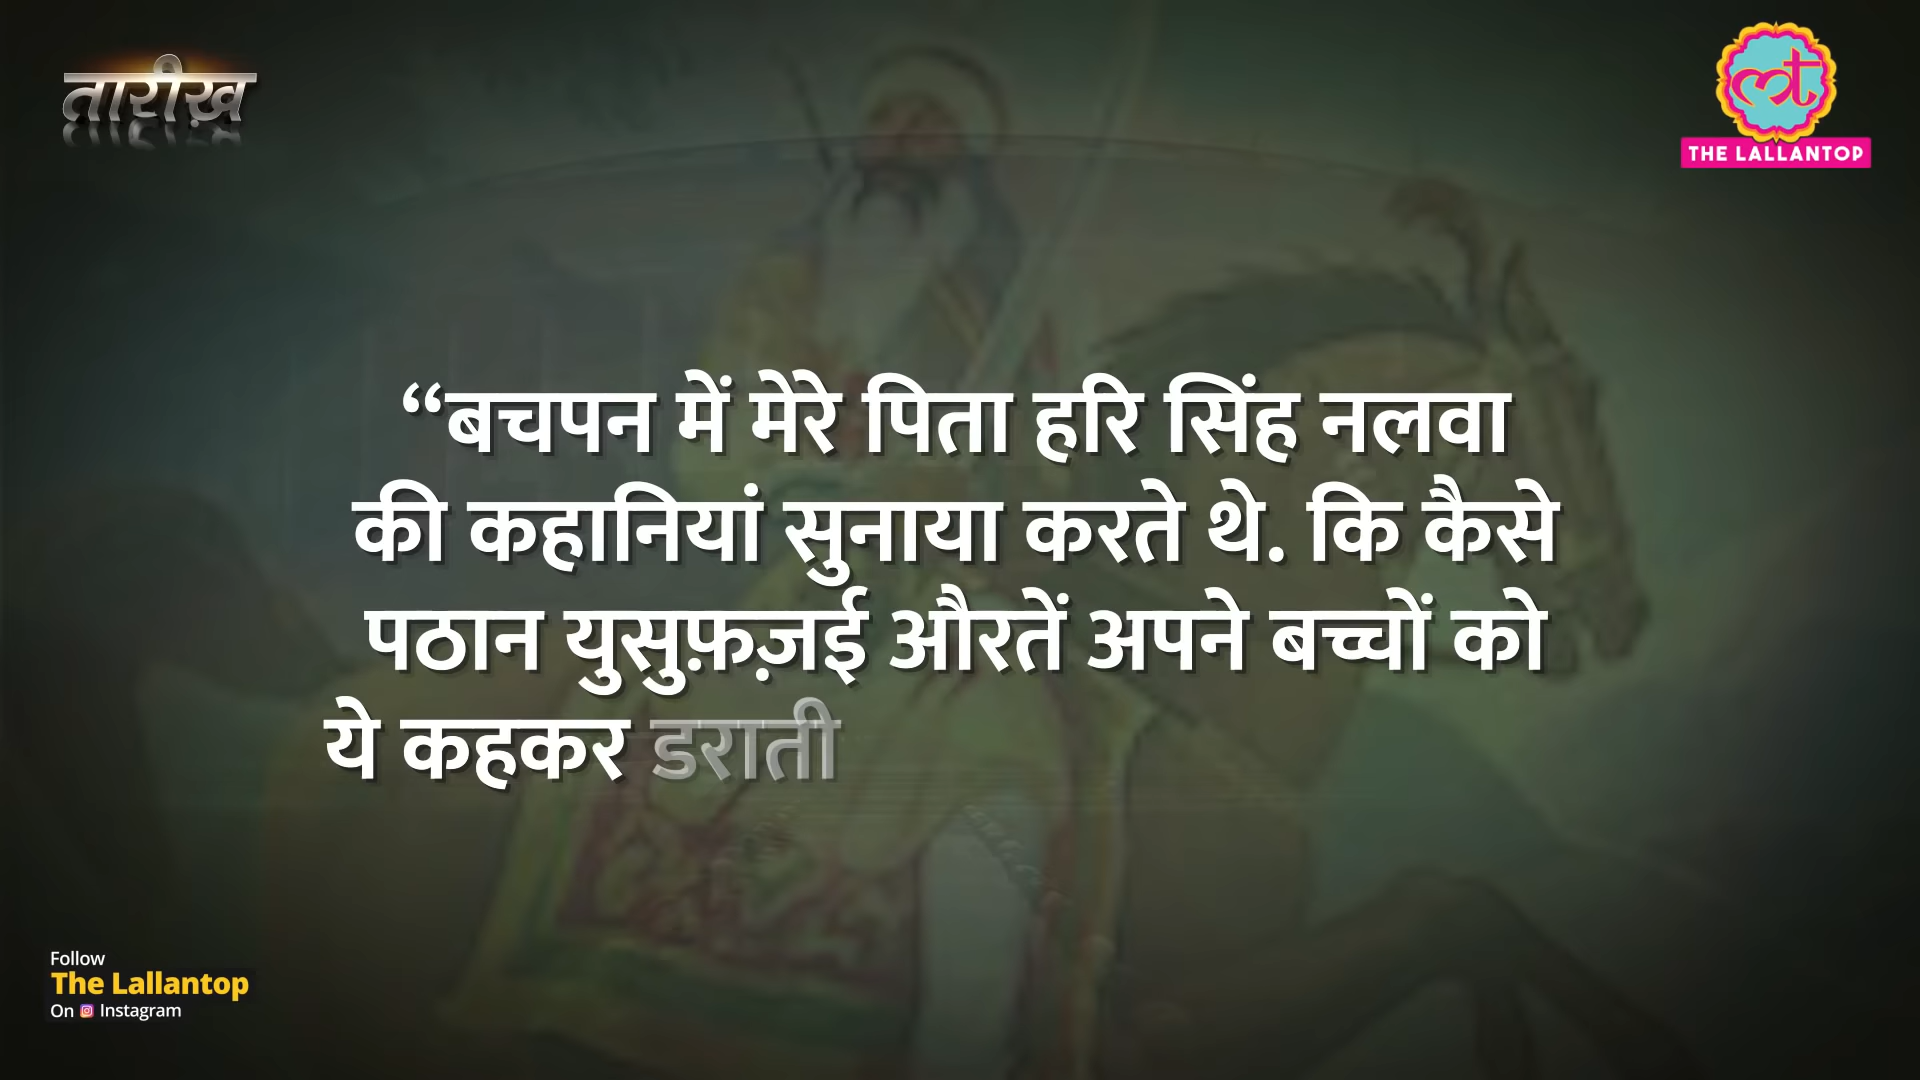 तारीख़
THE LALLANTOP
“बचपन में मेरे पिता हरि सिंह नलवा
की कहानियां सुनाया करते थे. कि कैसे
पठान युसुफ़ज़ई औरतें अपने बच्चों को
ये कहकर डराती
Follow
The Lallantop
On Instagram